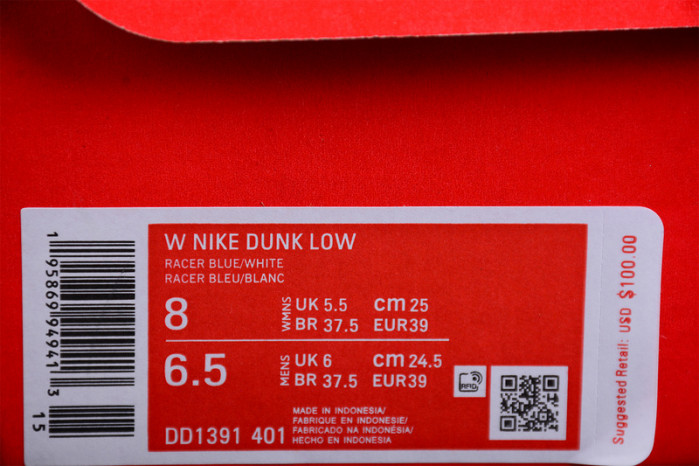 W NIKE DUNK LOW
RACER BLUE/WHITE
RACER BLEU/BLANC
8
WMNS
UK 5.5 cm 25
BR 37.5 EUR39
6.5
MENS
UK 6 cm 24.5
BR 37.5 EUR39
RFID
DD1391 401
MADE IN INDONESIA/
FABRIQUE EN INDONESIE/
FABRICADO NA INDONÉSIA/
HECHO EN INDONESIA
1 95869 94941 3
15
Suggested Retail: USD $100.00